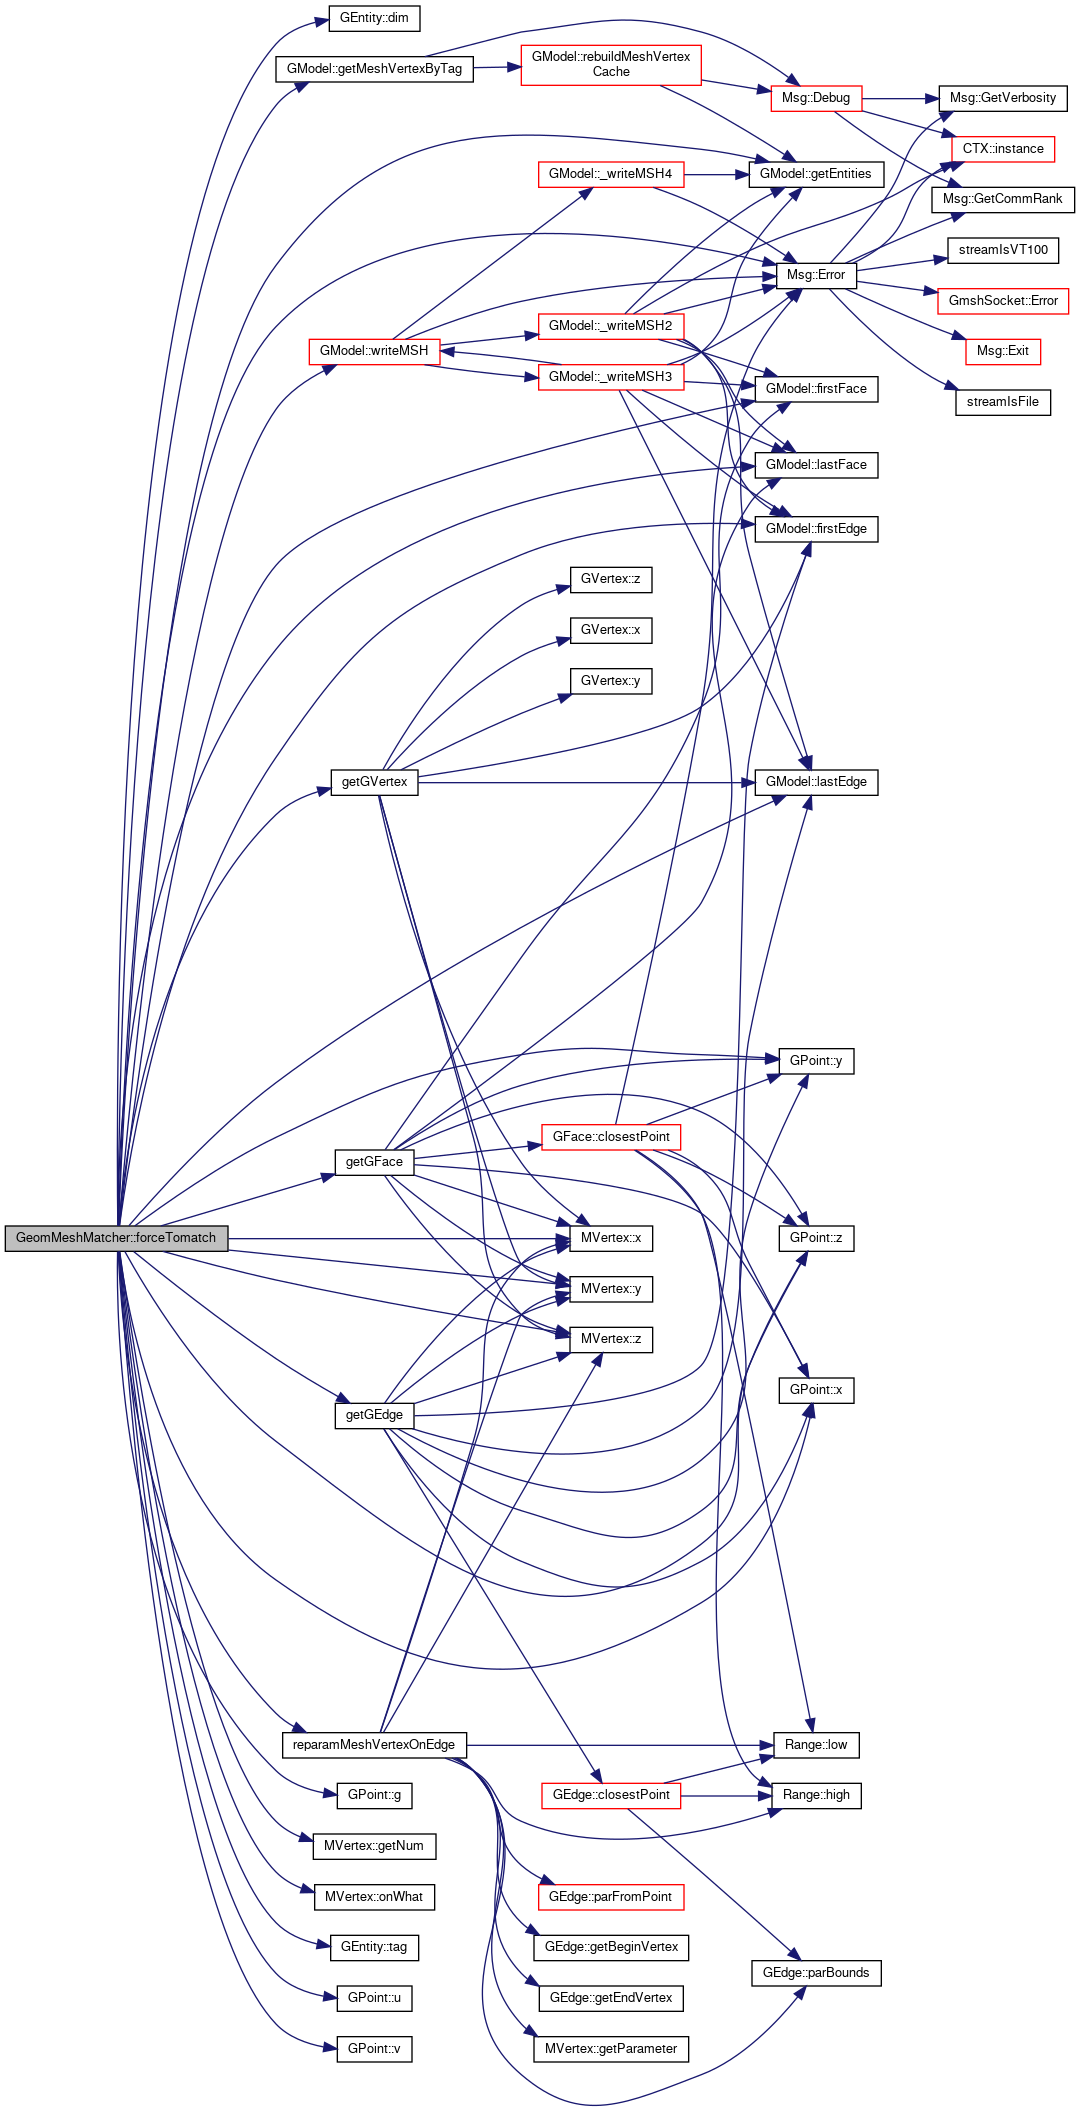 GEntity::dim
GModel::getMeshVertexByTag
GModel::rebuildMeshVertex
Cache
Msg::Debug
Msg::GetVerbosity
CTX::instance
GModel::_writeMSH4
GModel::getEntities
Msg::GetCommRank
streamIsVT100
Msg::Error
GmshSocket::Error
GModel::_writeMSH2
GModel::writeMSH
Msg::Exit
GModel::_writeMSH3
GModel::firstFace
streamIsFile
GModel::lastFace
GModel::firstEdge
GVertex::z
GVertex::x
GVertex::y
getGVertex
GModel::lastEdge
GPoint::y
GFace::closestPoint
getGFace
GeomMeshMatcher::forceTomatch
MVertex::x
GPoint::z
MVertex::y
MVertex::z
GPoint::x
getGEdge
reparamMeshVertexOnEdge
Range::low
GPoint::g
GEdge::closestPoint
Range::high
MVertex::getNum
MVertex::onWhat
GEdge::parFromPoint
GEntity::tag
GEdge::getBeginVertex
GEdge::parBounds
GPoint::u
GEdge::getEndVertex
GPoint::v
MVertex::getParameter